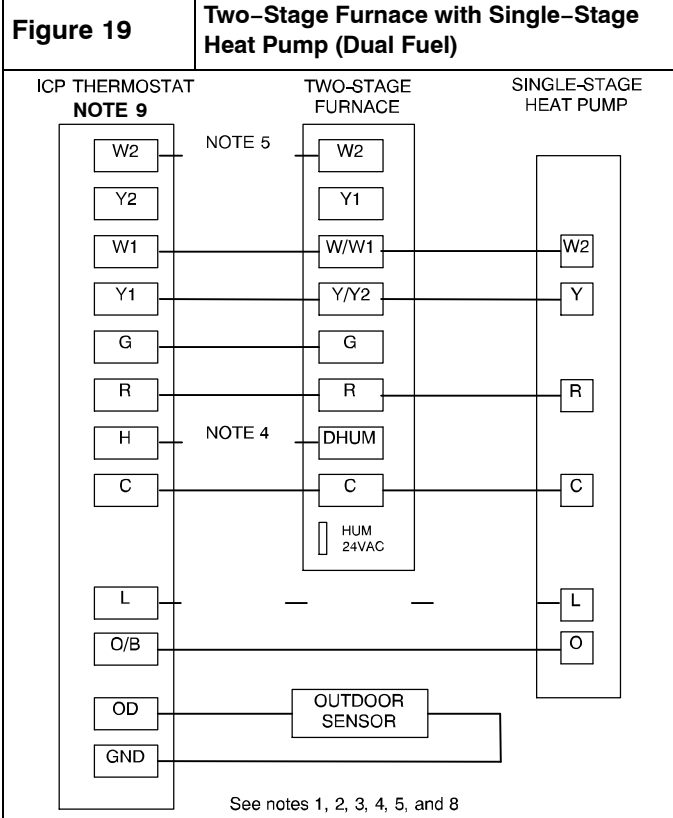 Figure 19
Two−Stage Furnace with Single−Stage
Heat Pump (Dual Fuel)
ICP THERMOSTAT
NOTE 9
TWO-STAGE
FURNACE
SINGLE-STAGE
HEAT PUMP
W2 NOTE 5 W2
Y2 Y1
W1 W/W1 W2
Y1 Y/Y2 Y
G G
R R R
H NOTE 4 DHUM
C C C
HUM
24VAC
L L
O/B O
OD OUTDOOR
SENSOR
GND
See notes 1, 2, 3, 4, 5, and 8